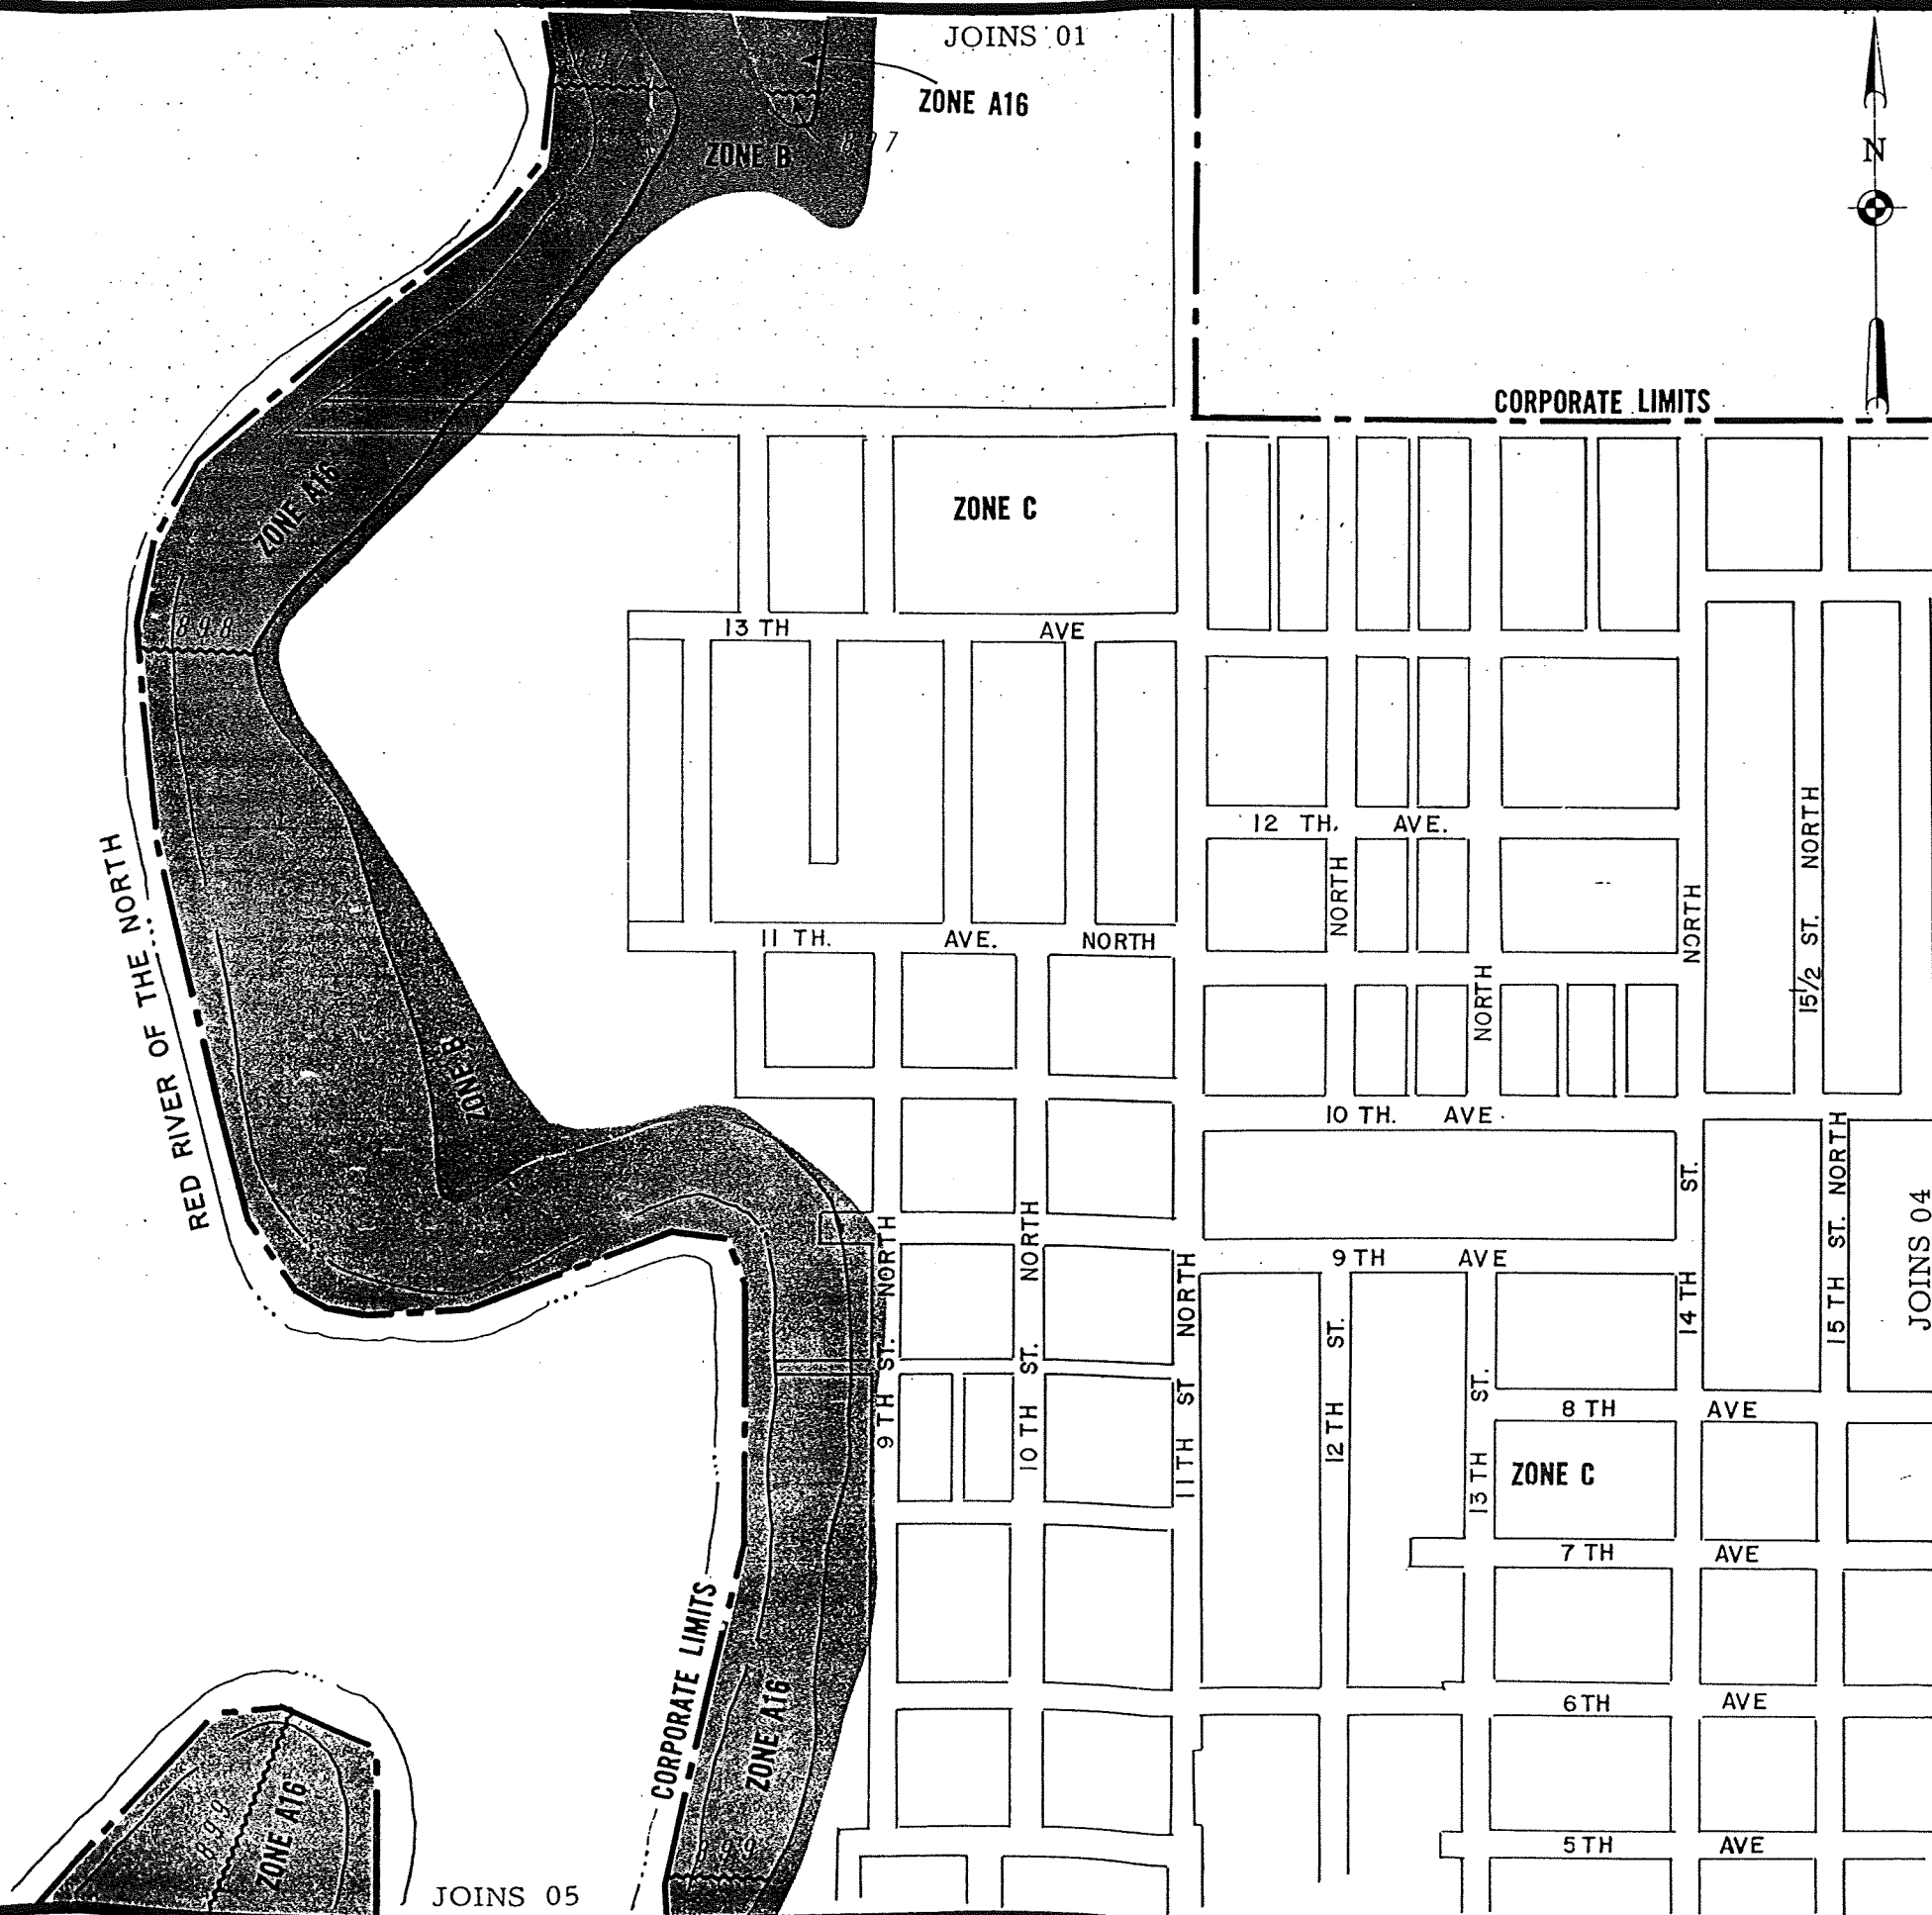 JOINS 01
ZONE A16
ZONE B
N
CORPORATE LIMITS
ZONE A16
ZONE C
898
13 TH AVE
12 TH. AVE.
RED RIVER OF THE NORTH
11 TH. AVE. NORTH
NORTH
NORTH
NORTH
15 1/2 ST. NORTH
ZONE B
10 TH. AVE.
9 TH AVE
9 TH ST. NORTH
10 TH ST. NORTH
11 TH ST NORTH
12 TH ST.
13 TH ST.
14 TH ST.
15 TH ST. NORTH
JOINS 04
8 TH AVE
ZONE C
7 TH AVE
CORPORATE LIMITS
ZONE A16
6 TH AVE
899
ZONE A16
899
5 TH AVE
JOINS 05